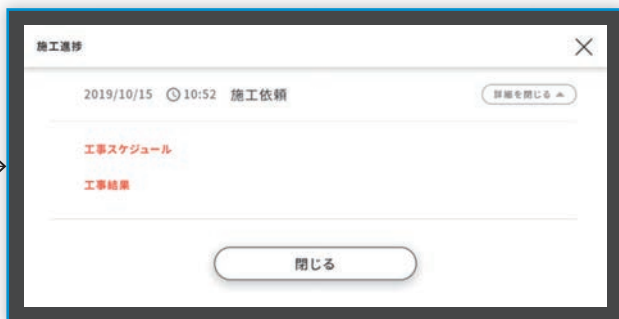 施工進捗
2019/10/15 10:52 施工依頼 詳細を閉じる
工事スケジュール
工事結果
閉じる